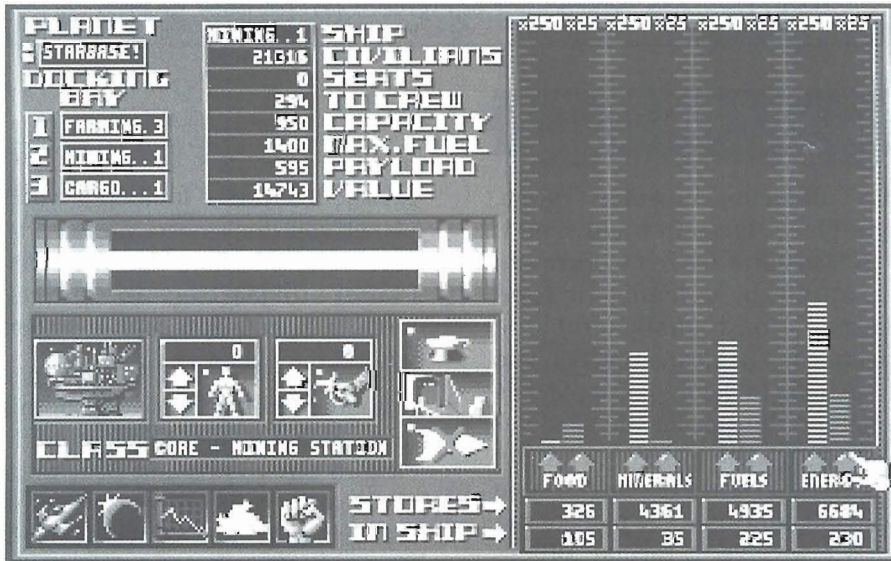 PLANET
STARBASE!
DOCKING
BAY
1 FARMING. 3
2 MINING.. 1
3 CARGO... 1
MINING.. 1 SHIP
21316 CIVILIANS
0 SEATS
294 TO CREW
950 CAPACITY
1400 MAX.FUEL
595 PAYLOAD
14743 VALUE
x250 x25 x250 x25 x250 x25 x250 x25
0 0
CLASS CORE - MINING STATION
FOOD MINERALS FUELS ENERGY
STORES 326 4361 4935 6684
IN SHIP 105 35 225 230